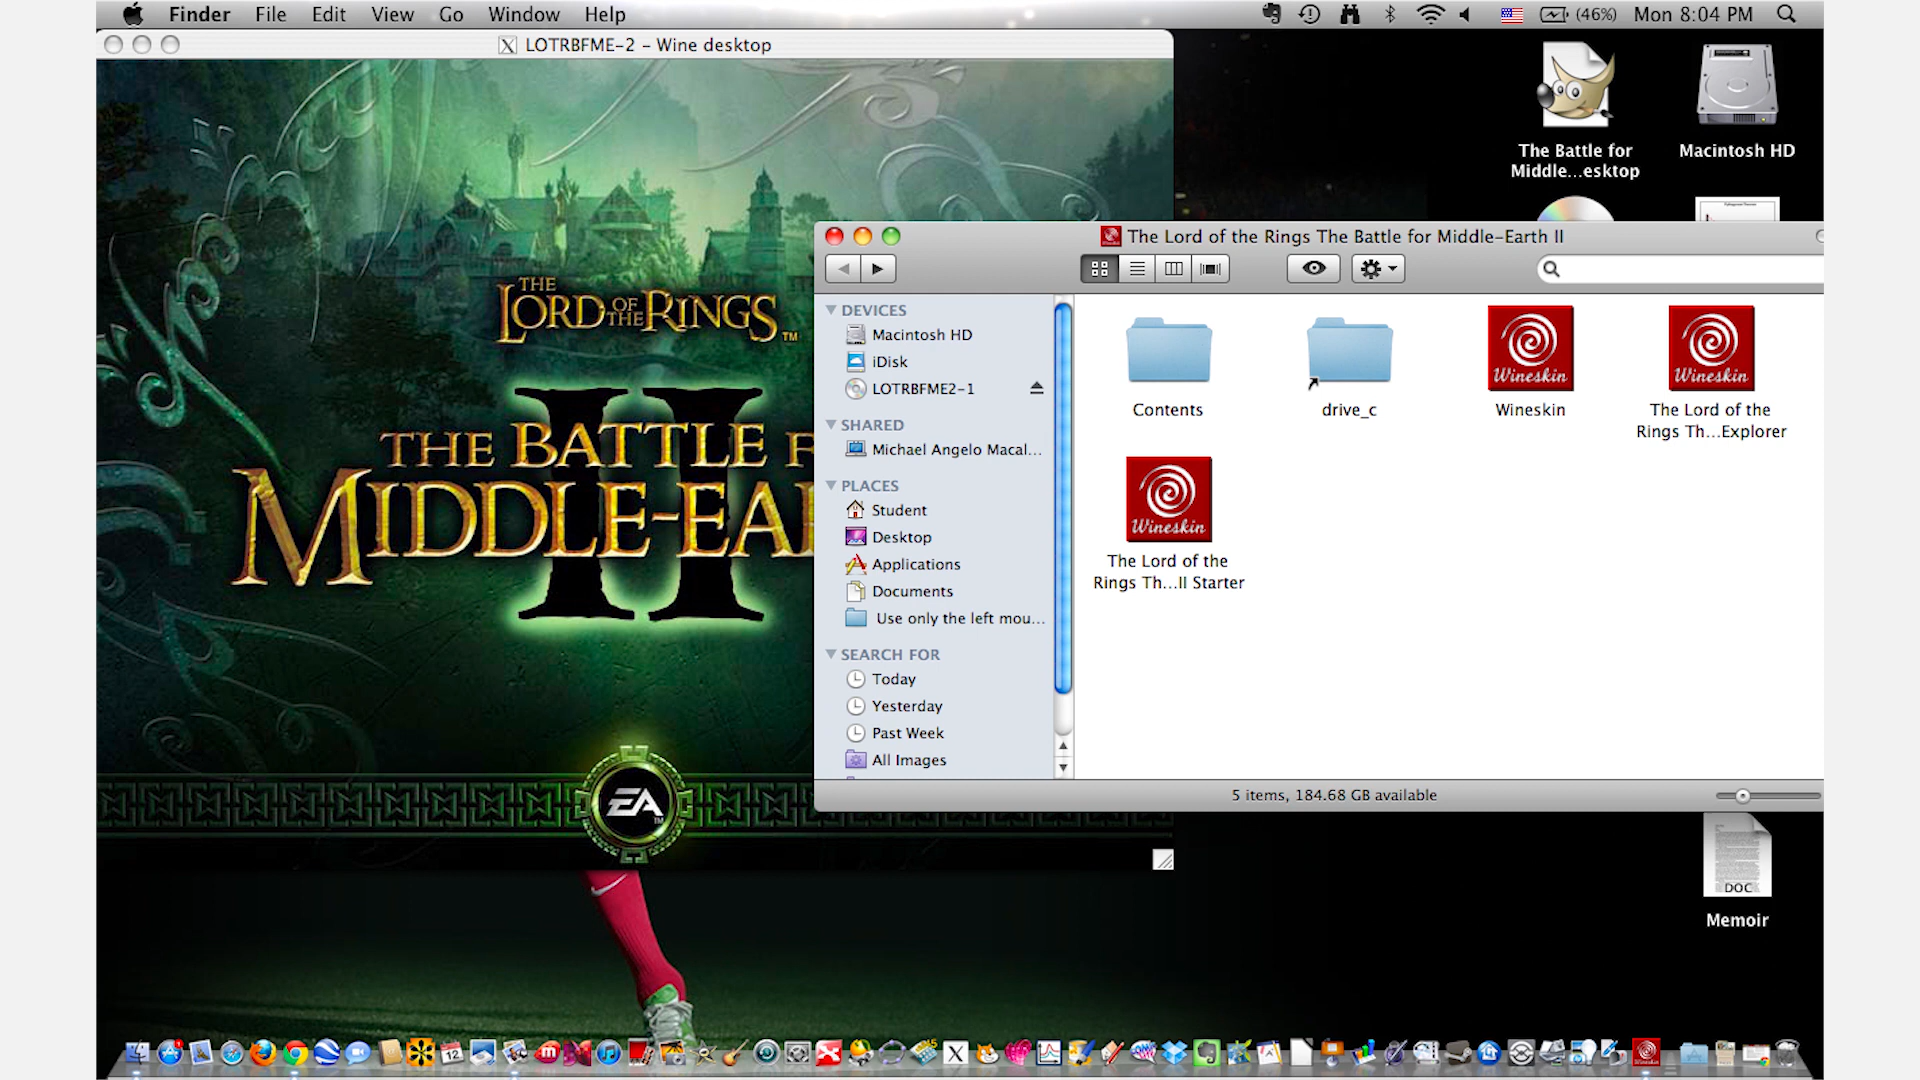 Finder File Edit View Go Window Help
(46%) Mon 8:04 PM
X LOTRBFME-2 - Wine desktop
THE
LORD OF THE RINGS™
II
THE BATTLE F
MIDDLE-EA
EA™
The Battle for
Middle...esktop
Macintosh HD
The Lord of the Rings The Battle for Middle-Earth II
DEVICES
Macintosh HD
iDisk
LOTRBFME2-1
SHARED
Michael Angelo Macal...
PLACES
Student
Desktop
Applications
Documents
Use only the left mou...
SEARCH FOR
Today
Yesterday
Past Week
All Images
Contents
drive_c
Wineskin
Wineskin
Wineskin
The Lord of the
Rings Th...Explorer
Wineskin
The Lord of the
Rings Th...II Starter
5 items, 184.68 GB available
DOC
Memoir
12
X